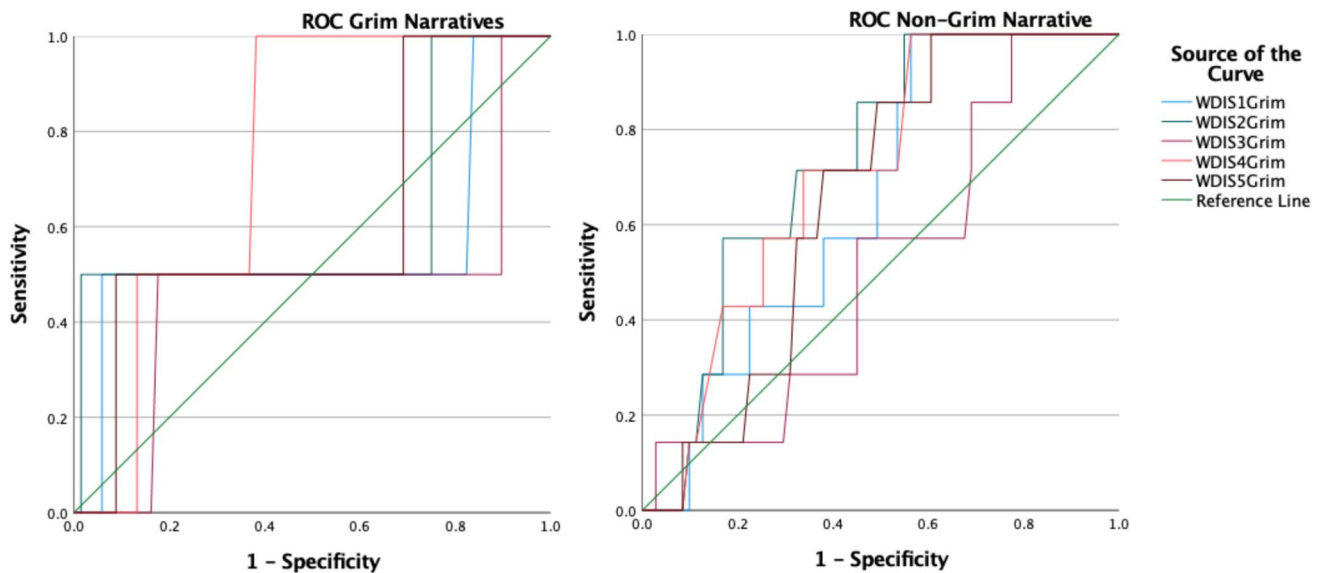 ROC Grim Narratives
1.0
0.8
0.6
0.4
0.2
0.0
0.0 0.2 0.4 0.6 0.8 1.0
Sensitivity
1 – Specificity
ROC Non-Grim Narrative
1.0
0.8
0.6
0.4
0.2
0.0
0.0 0.2 0.4 0.6 0.8 1.0
Sensitivity
1 – Specificity
Source of the
Curve
WDIS1Grim
WDIS2Grim
WDIS3Grim
WDIS4Grim
WDIS5Grim
Reference Line